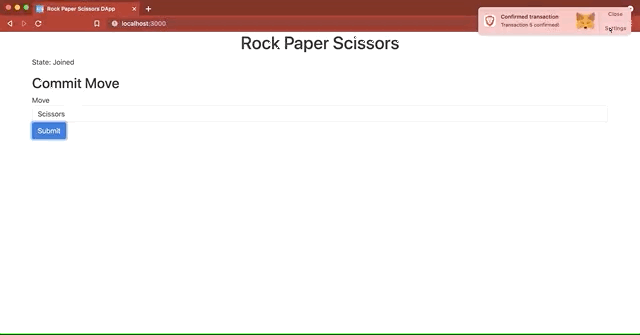 Rock Paper Scissors DApp
localhost:3000
Confirmed transaction
Transaction 5 confirmed!
Close
Settings
Rock Paper Scissors
State: Joined
Commit Move
Move
Scissors
Submit